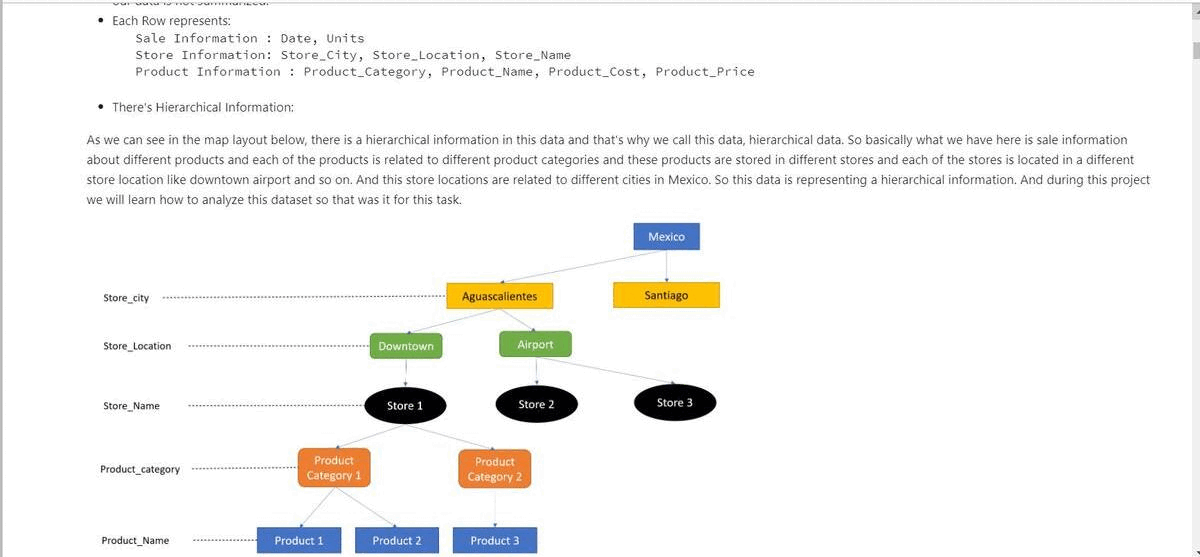 • Each Row represents:
Sale Information : Date, Units
Store Information: Store_City, Store_Location, Store_Name
Product Information : Product_Category, Product_Name, Product_Cost, Product_Price
• There's Hierarchical Information:
As we can see in the map layout below, there is a hierarchical information in this data and that's why we call this data, hierarchical data. So basically what we have here is sale information
about different products and each of the products is related to different product categories and these products are stored in different stores and each of the stores is located in a different
store location like downtown airport and so on. And this store locations are related to different cities in Mexico. So this data is representing a hierarchical information. And during this project
we will learn how to analyze this dataset so that was it for this task.
Mexico
Store_city
Aguascalientes
Santiago
Store_Location
Downtown
Airport
Store_Name
Store 1
Store 2
Store 3
Product_category
Product
Category 1
Product
Category 2
Product_Name
Product 1
Product 2
Product 3